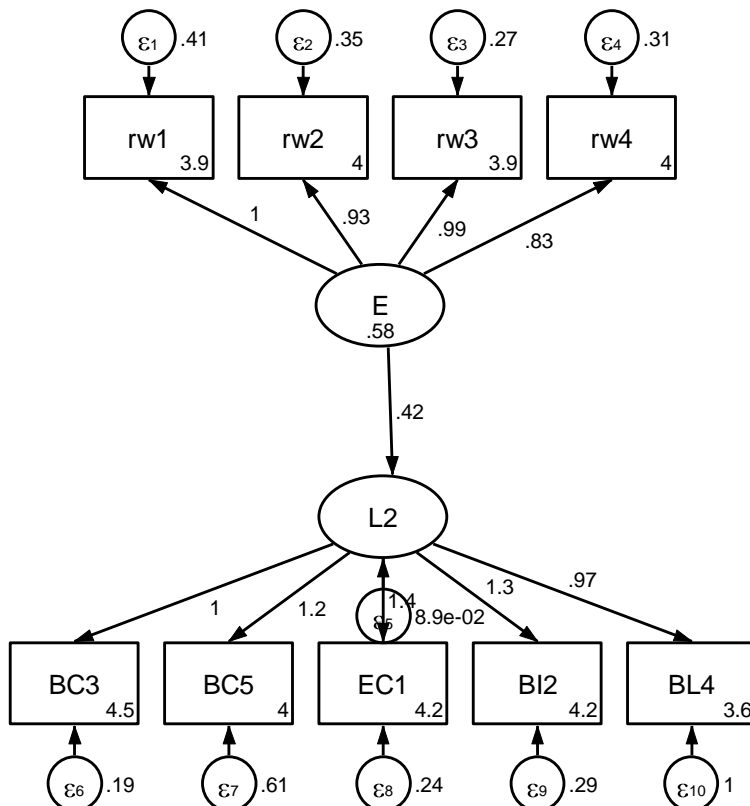 ε1 .41 ε2 .35 ε3 .27 ε4 .31
rw1 rw2 rw3 rw4
3.9 4 3.9 4
1 .93 .99 .83
E
.58
.42
L2
1 1.2 1.4 1.3 .97
ε5 8.9e-02
BC3 BC5 EC1 BI2 BL4
4.5 4 4.2 4.2 3.6
ε6 .19 ε7 .61 ε8 .24 ε9 .29 ε10 1